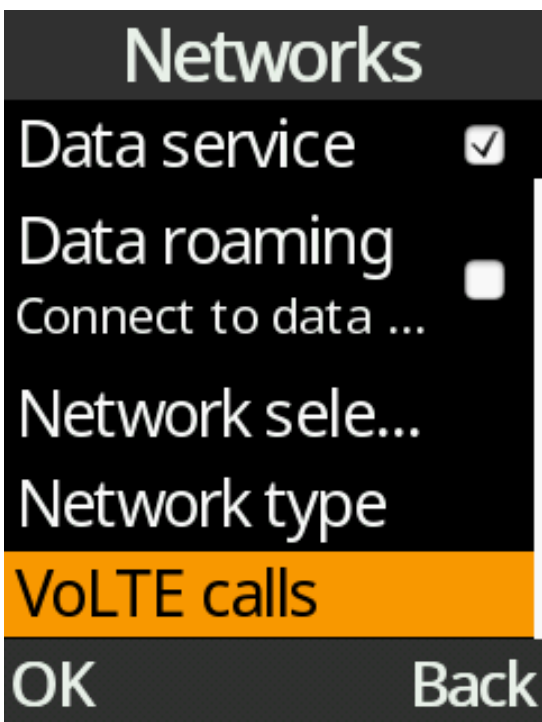 Networks
Data service
Data roaming
Connect to data ...
Network sele...
Network type
VoLTE calls
OK Back